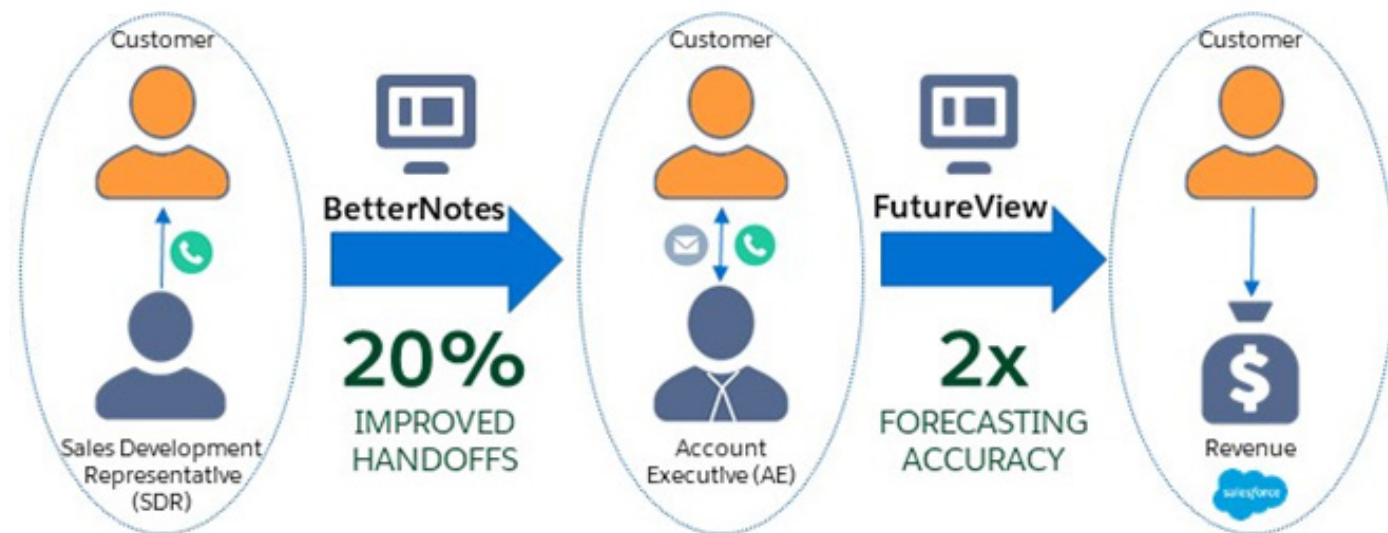 Customer
Sales Development
Representative
(SDR)
BetterNotes
20%
IMPROVED
HANDOFFS
Customer
Account
Executive (AE)
FutureView
2x
FORECASTING
ACCURACY
Customer
$
Revenue
salesforce